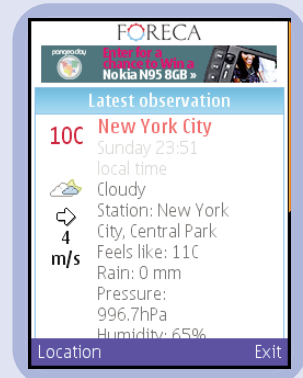 FORECA
pangea day
Enter for a
chance to Win a
Nokia N95 8GB »
Latest observation
10C
New York City
Sunday 23:51
local time
Cloudy
Station: New York
City, Central Park
4
m/s
Feels like: 11C
Rain: 0 mm
Pressure:
996.7hPa
Humidity: 65%
Location
Exit